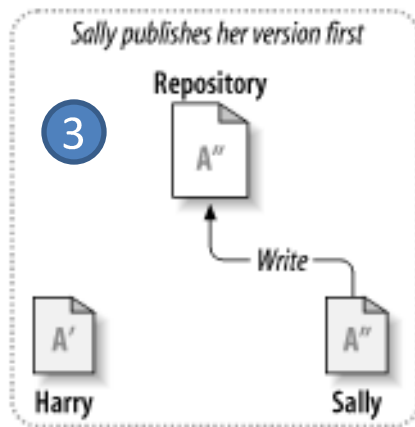 Sally publishes her version first
Repository
3
A"
Write
A'
A"
Harry
Sally